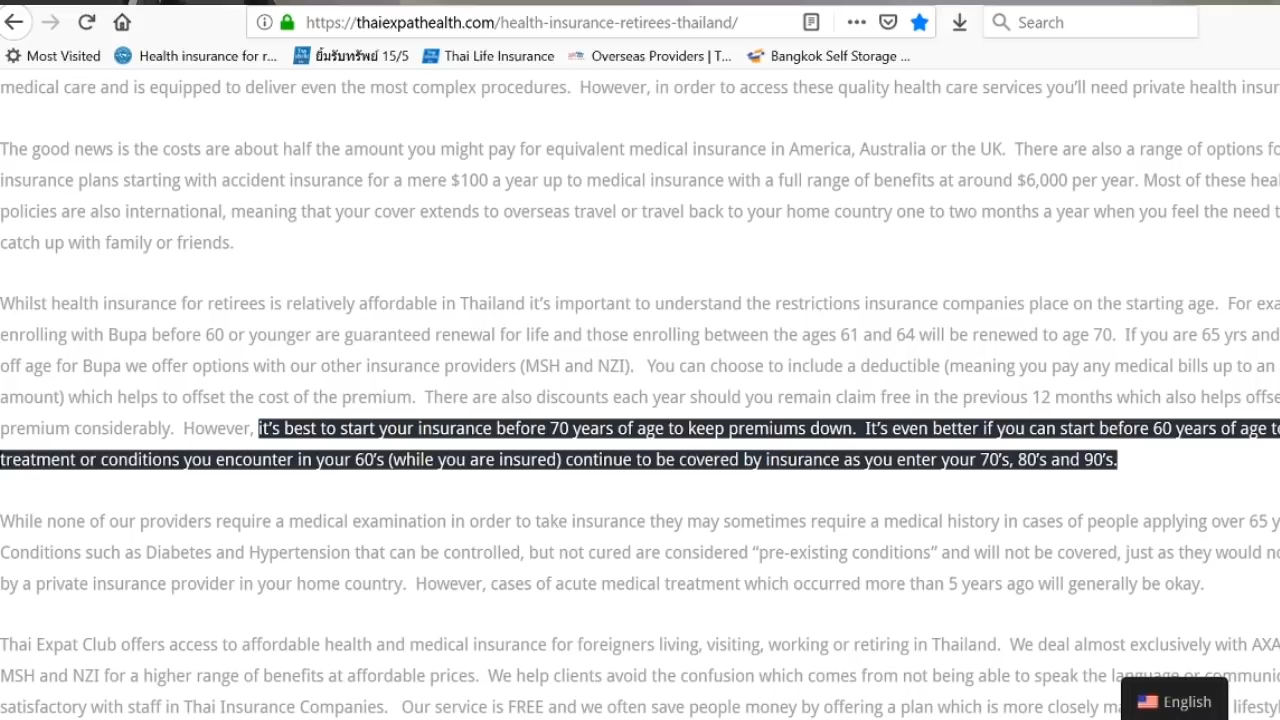 https://thaiexpathealth.com/health-insurance-retirees-thailand/
Search
Most Visited
Health insurance for r...
ยิ้มรับทรัพย์ 15/5
Thai Life Insurance
Overseas Providers | T...
Bangkok Self Storage ...
medical care and is equipped to deliver even the most complex procedures. However, in order to access these quality health care services you'll need private health insur
The good news is the costs are about half the amount you might pay for equivalent medical insurance in America, Australia or the UK. There are also a range of options fo
insurance plans starting with accident insurance for a mere $100 a year up to medical insurance with a full range of benefits at around $6,000 per year. Most of these heal
policies are also international, meaning that your cover extends to overseas travel or travel back to your home country one to two months a year when you feel the need t
catch up with family or friends.
Whilst health insurance for retirees is relatively affordable in Thailand it's important to understand the restrictions insurance companies place on the starting age. For exa
enrolling with Bupa before 60 or younger are guaranteed renewal for life and those enrolling between the ages 61 and 64 will be renewed to age 70. If you are 65 yrs and
off age for Bupa we offer options with our other insurance providers (MSH and NZI). You can choose to include a deductible (meaning you pay any medical bills up to an
amount) which helps to offset the cost of the premium. There are also discounts each year should you remain claim free in the previous 12 months which also helps offse
premium considerably. However, it's best to start your insurance before 70 years of age to keep premiums down. It's even better if you can start before 60 years of age to
treatment or conditions you encounter in your 60's (while you are insured) continue to be covered by insurance as you enter your 70's, 80's and 90's.
While none of our providers require a medical examination in order to take insurance they may sometimes require a medical history in cases of people applying over 65 y
Conditions such as Diabetes and Hypertension that can be controlled, but not cured are considered "pre-existing conditions" and will not be covered, just as they would no
by a private insurance provider in your home country. However, cases of acute medical treatment which occurred more than 5 years ago will generally be okay.
Thai Expat Club offers access to affordable health and medical insurance for foreigners living, visiting, working or retiring in Thailand. We deal almost exclusively with AXA
MSH and NZI for a higher range of benefits at affordable prices. We help clients avoid the confusion which comes from not being able to speak the language or communi
satisfactory with staff in Thai Insurance Companies. Our service is FREE and we often save people money by offering a plan which is more closely m lifesty
English